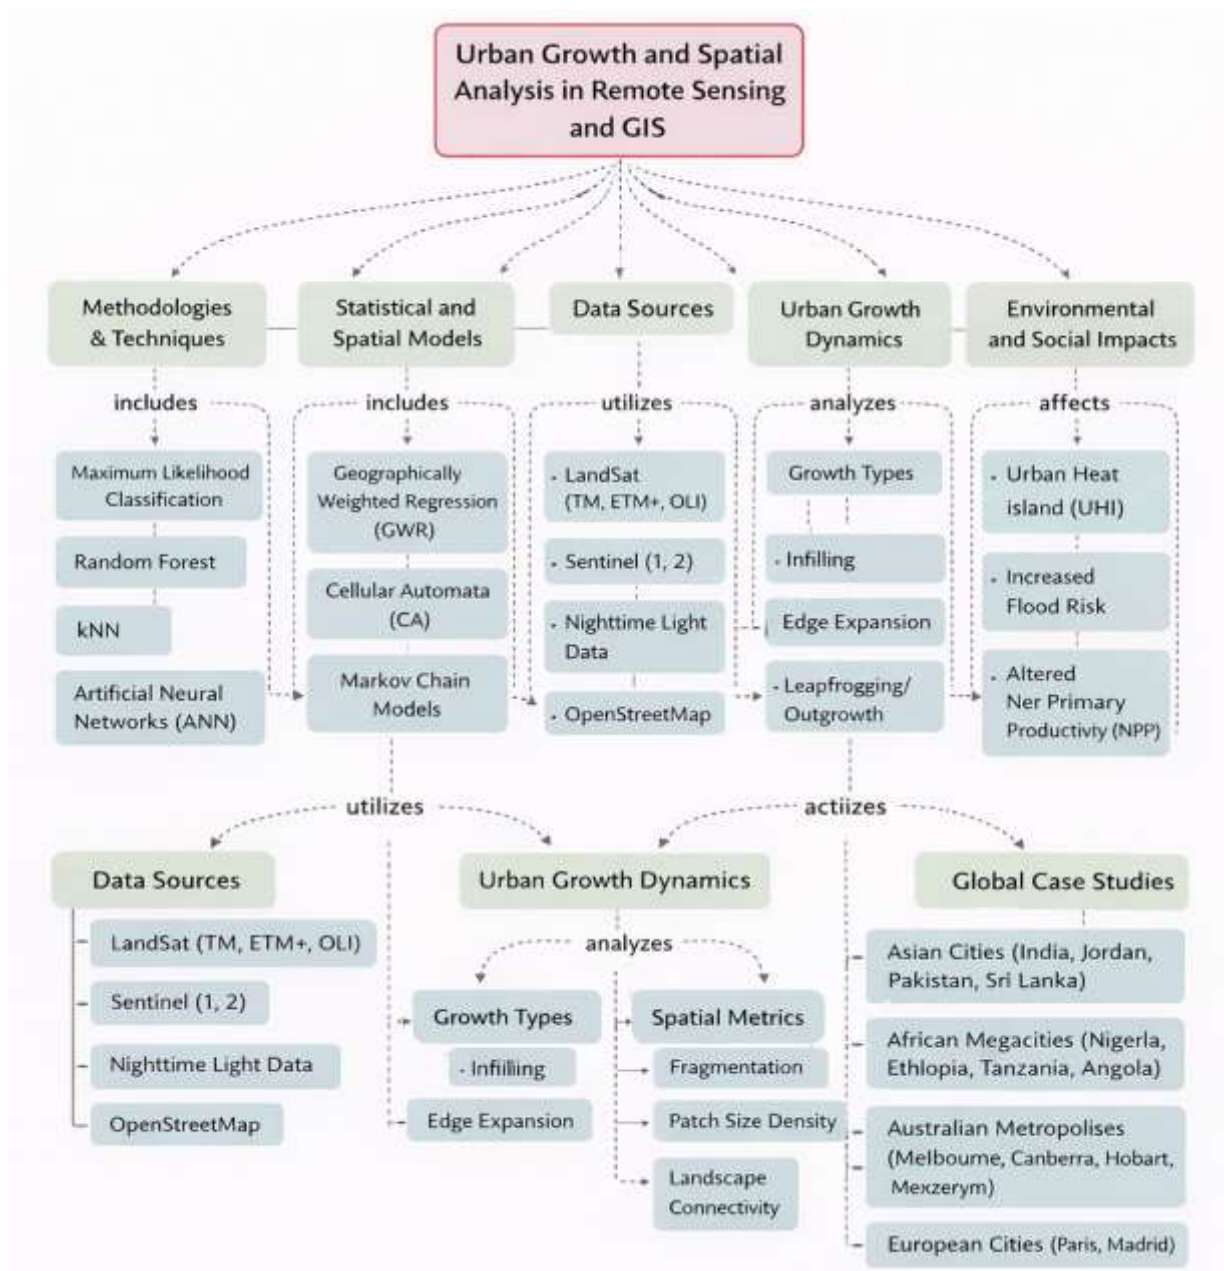 Urban Growth and Spatial
Analysis in Remote Sensing
and GIS
Methodologies
& Techniques
Statistical and
Spatial Models
Data Sources
Urban Growth
Dynamics
Environmental
and Social Impacts
includes
includes
utilizes
analyzes
affects
Maximum Likelihood
Classification
Random Forest
kNN
Artificial Neural
Networks (ANN)
Geographically
Weighted Regression
(GWR)
Cellular Automata
(CA)
Markov Chain
Models
· LandSat
(TM, ETM+, OLI)
· Sentinel (1, 2)
· Nighttime Light
Data
· OpenStreetMap
Growth Types
· Infilling
Edge Expansion
· Leapfrogging/
Outgrowth
· Urban Heat
island (UHI)
· Increased
Flood Risk
· Altered
Ner Primary
Productivty (NPP)
utilizes
actiizes
Data Sources
LandSat (TM, ETM+, OLI)
Sentinel (1, 2)
Nighttime Light Data
OpenStreetMap
Urban Growth Dynamics
analyzes
Growth Types
· Infiiliing
Edge Expansion
Spatial Metrics
Fragmentation
Patch Size Density
Landscape
Connectivity
Global Case Studies
Asian Cities (India, Jordan,
Pakistan, Sri Lanka)
African Megacities (Nigerla,
Ethlopia, Tanzania, Angola)
Australian Metropolises
(Melboume, Canberra, Hobart,
Mexzerym)
European Cities (Paris, Madrid)